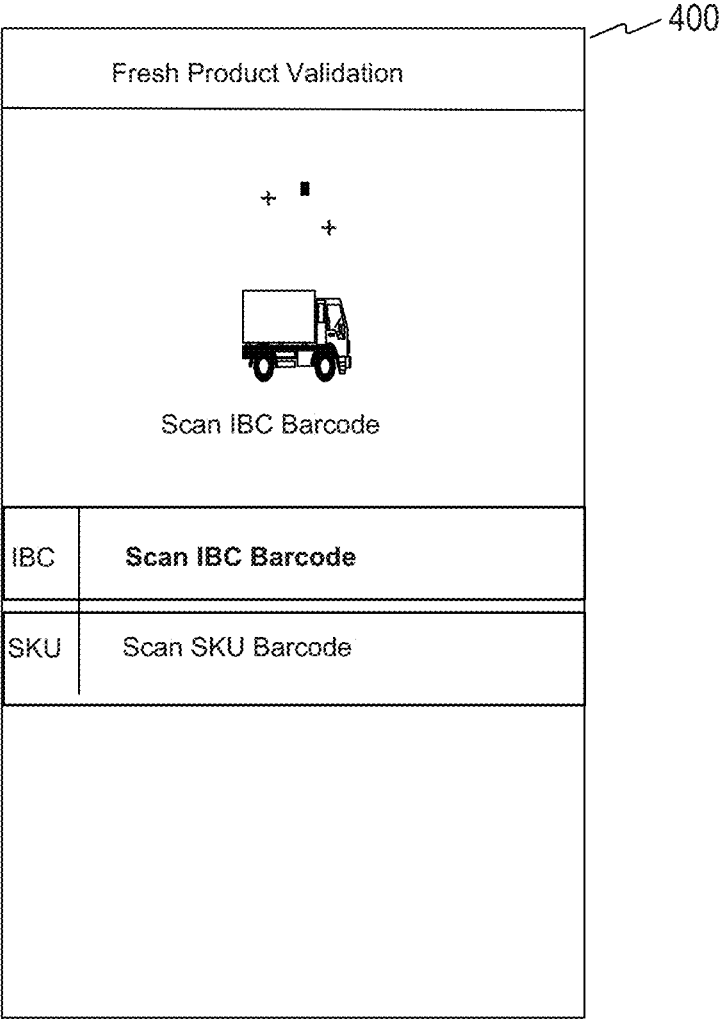 400
Fresh Product Validation
Scan IBC Barcode
IBC Scan IBC Barcode
SKU Scan SKU Barcode